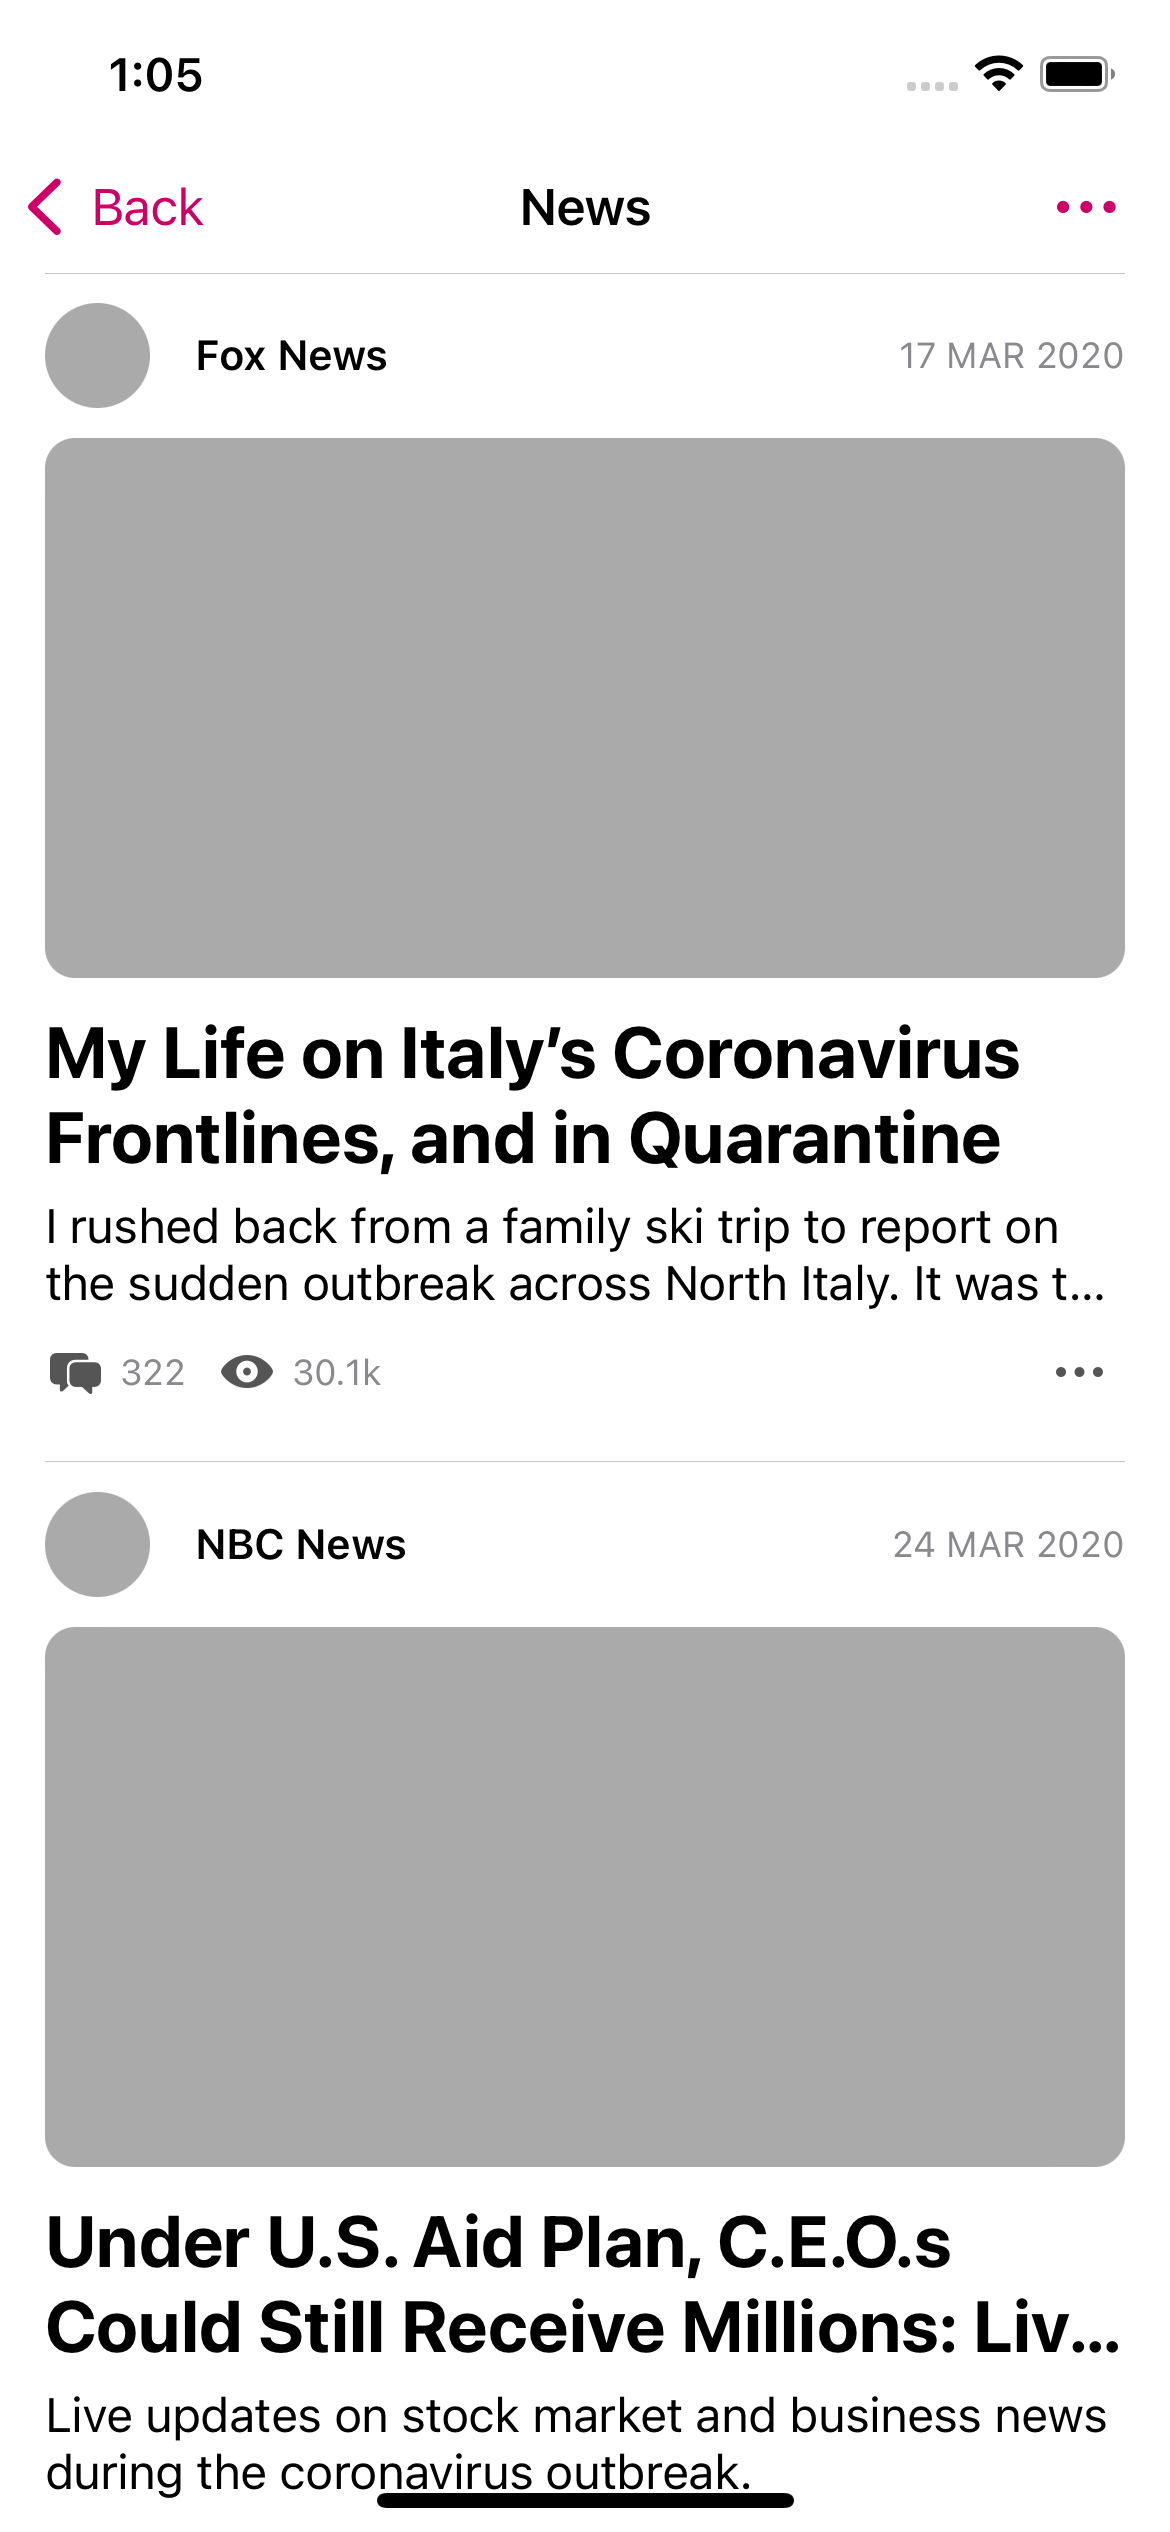 1:05
Back
News
Fox News
17 MAR 2020
My Life on Italy’s Coronavirus
Frontlines, and in Quarantine
I rushed back from a family ski trip to report on
the sudden outbreak across North Italy. It was t...
322
30.1k
NBC News
24 MAR 2020
Under U.S. Aid Plan, C.E.O.s
Could Still Receive Millions: Liv...
Live updates on stock market and business news
during the coronavirus outbreak.